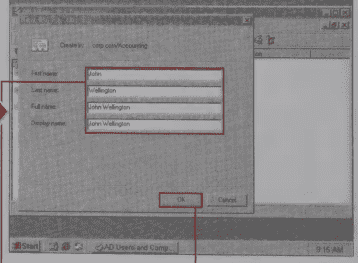 Create in: corp.com/Accounting
First name: John
Last name: Wellington
Full name: John Wellington
Display name: John Wellington
OK Cancel
Start AD Users and Comp... 9:16 AM